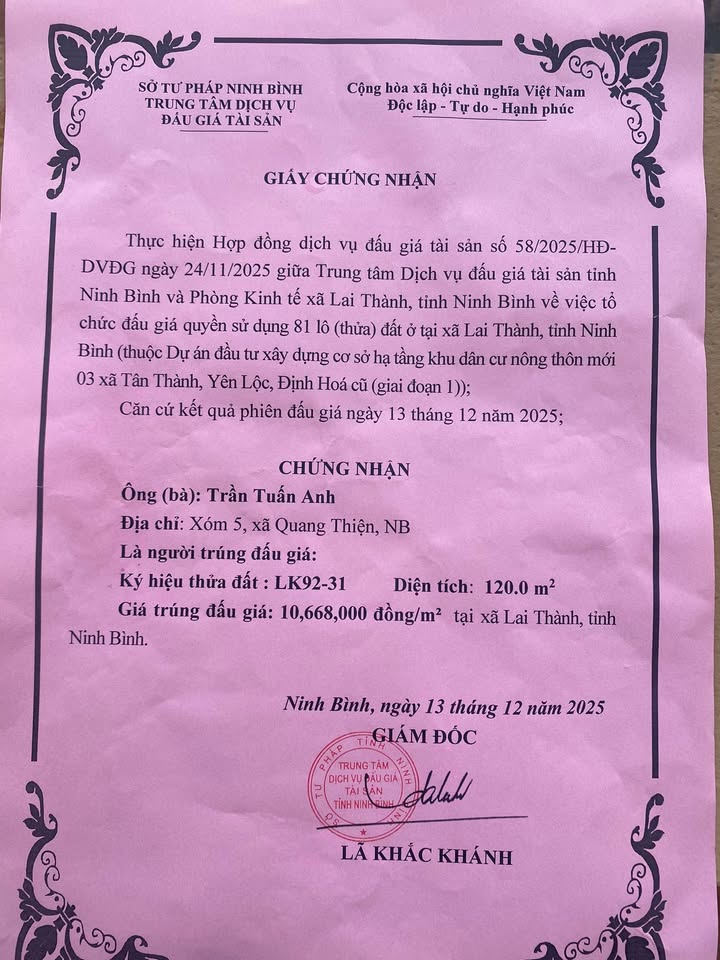 SỞ TƯ PHÁP NINH BÌNH
TRUNG TÂM DỊCH VỤ
ĐẤU GIÁ TÀI SẢN
Cộng hòa xã hội chủ nghĩa Việt Nam
Độc lập - Tự do - Hạnh phúc
GIẤY CHỨNG NHẬN
Thực hiện Hợp đồng dịch vụ đấu giá tài sản số 58/2025/HĐ-
DVĐG ngày 24/11/2025 giữa Trung tâm Dịch vụ đấu giá tài sản tỉnh
Ninh Bình và Phòng Kinh tế xã Lai Thành, tỉnh Ninh Bình về việc tổ
chức đấu giá quyền sử dụng 81 lô (thửa) đất ở tại xã Lai Thành, tỉnh Ninh
Bình (thuộc Dự án đầu tư xây dựng cơ sở hạ tầng khu dân cư nông thôn mới
03 xã Tân Thành, Yên Lộc, Định Hoá cũ (giai đoạn 1));
Căn cứ kết quả phiên đấu giá ngày 13 tháng 12 năm 2025;
CHỨNG NHẬN
Ông (bà): Trần Tuấn Anh
Địa chỉ: Xóm 5, xã Quang Thiện, NB
Là người trúng đấu giá:
Ký hiệu thửa đất : LK92-31 Diện tích: 120.0 m²
Giá trúng đấu giá: 10,668,000 đồng/m² tại xã Lai Thành, tỉnh
Ninh Bình.
Ninh Bình, ngày 13 tháng 12 năm 2025
GIÁM ĐỐC
SỞ TƯ PHÁP TỈNH NINH BÌNH
TRUNG TÂM
DỊCH VỤ ĐẤU GIÁ
TÀI SẢN
TỈNH NINH BÌNH
LÃ KHẮC KHÁNH